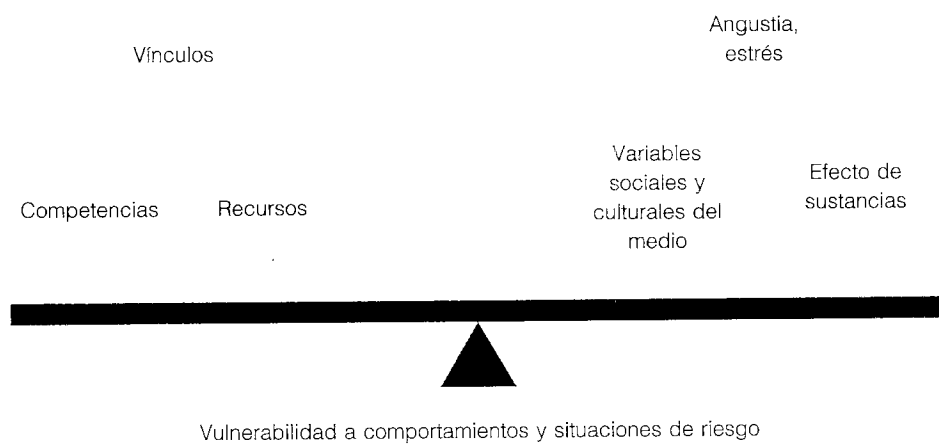 Vínculos
Angustia,
estrés
Competencias
Recursos
Variables
sociales y
culturales del
medio
Efecto de
sustancias
Vulnerabilidad a comportamientos y situaciones de riesgo